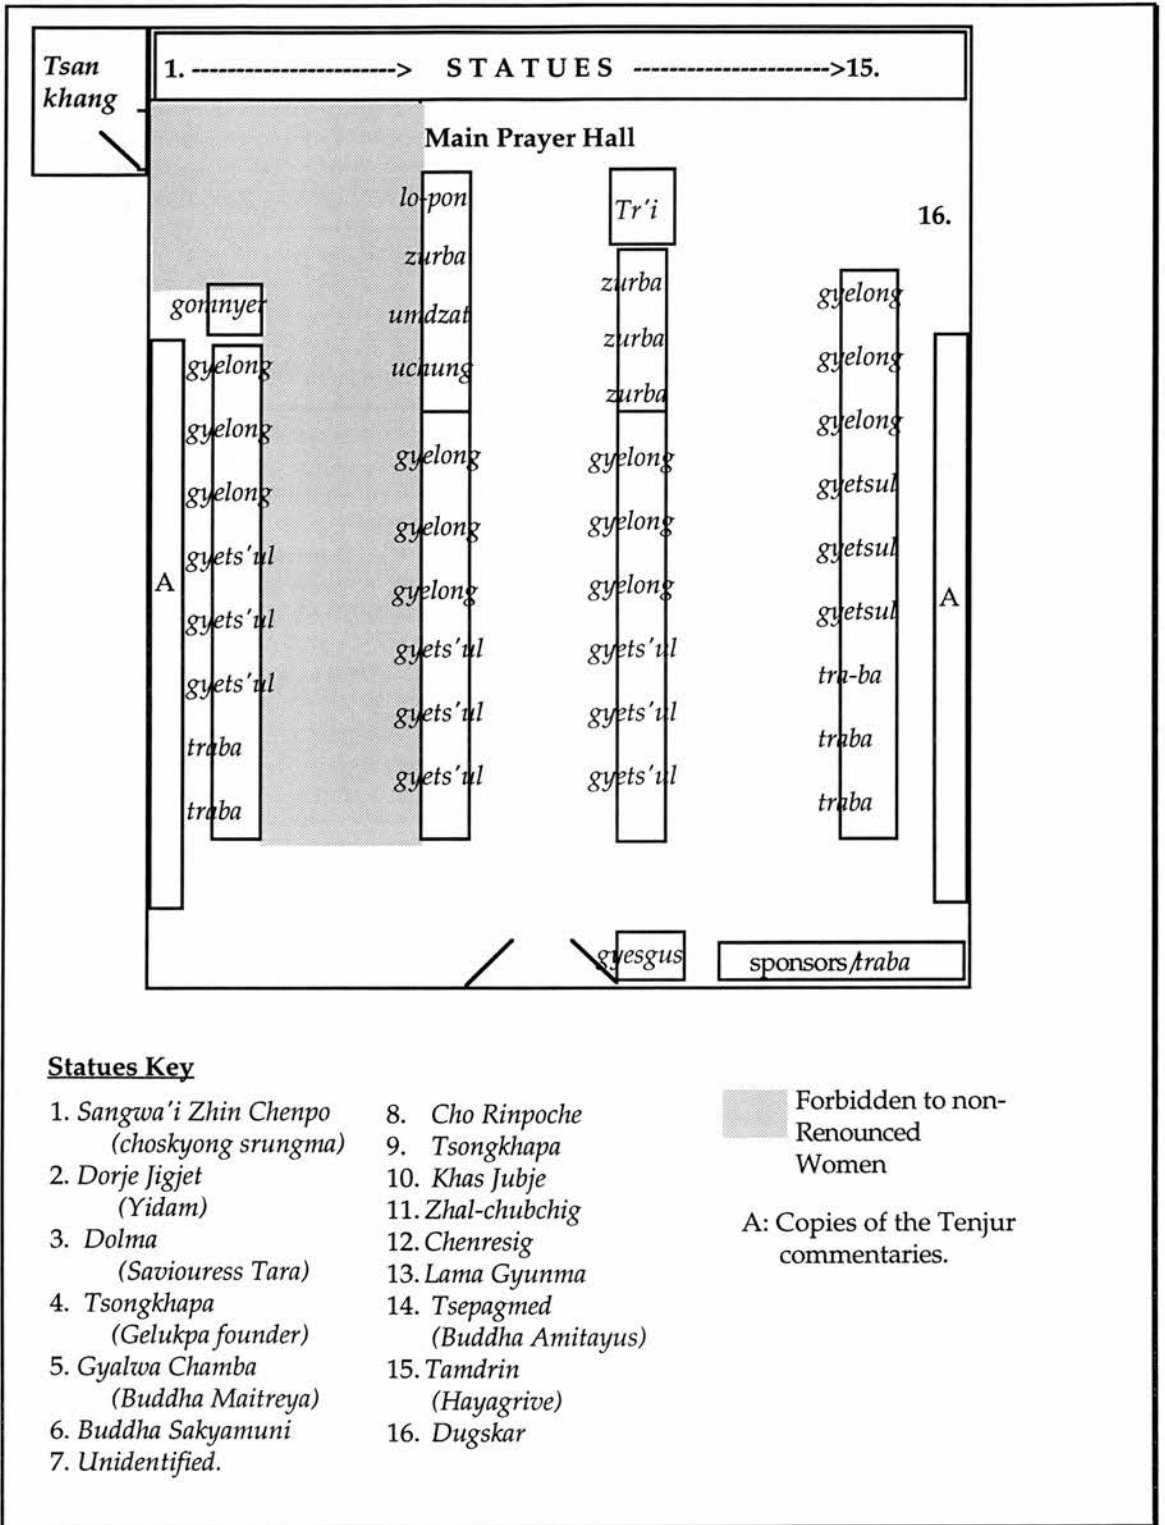 Tsan
khang
1. ----------------------> STATUES --------------------->15.
Main Prayer Hall
lo-pon
zurba
umdzat
uchung
gyelong
gyelong
gyelong
gyets'ul
gyets'ul
gyets'ul
Tr'i
zurba
zurba
zurba
gyelong
gyelong
gyelong
gyets'ul
gyets'ul
gyets'ul
16.
gyelong
gyelong
gyelong
gyetsul
gyetsul
gyetsul
tra-ba
traba
traba
gomnyer
gyelong
gyelong
gyelong
gyets'ul
gyets'ul
gyets'ul
traba
traba
A
A
gyesgus
sponsors/traba
Statues Key
1. Sangwa'i Zhin Chenpo
(choskyong srungma)
2. Dorje Jigjet
(Yidam)
3. Dolma
(Saviouress Tara)
4. Tsongkhapa
(Gelukpa founder)
5. Gyalwa Chamba
(Buddha Maitreya)
6. Buddha Sakyamuni
7. Unidentified.
8. Cho Rinpoche
9. Tsongkhapa
10. Khas Jubje
11. Zhal-chubchig
12. Chenresig
13. Lama Gyunma
14. Tsepagmed
(Buddha Amitayus)
15. Tamdrin
(Hayagrive)
16. Dugskar
Forbidden to non-
Renounced
Women
A: Copies of the Tenjur
commentaries.